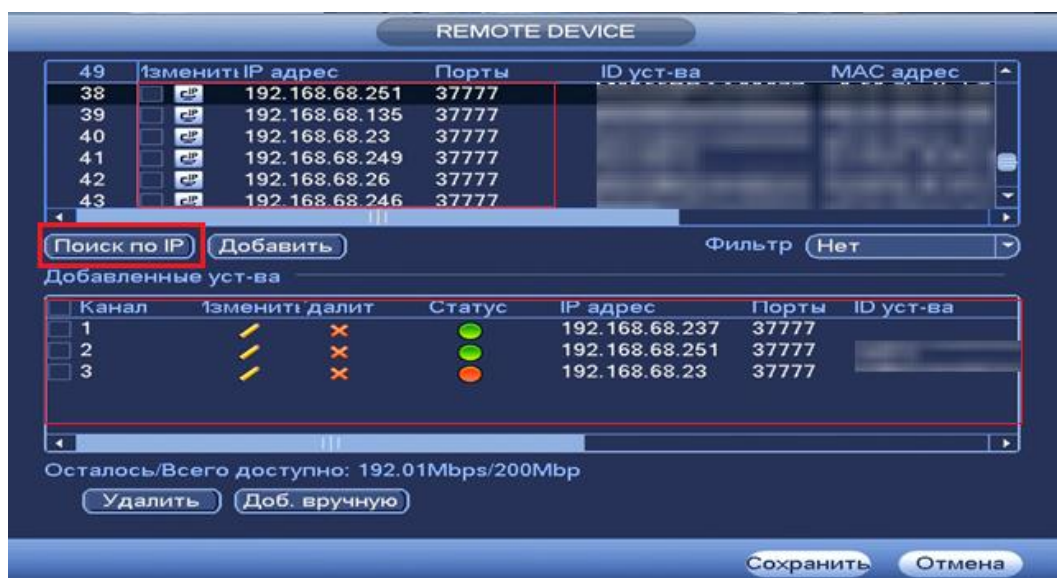 REMOTE DEVICE
49 Изменить IP адрес Порты ID уст-ва MAC адрес
38 192.168.68.251 37777
39 192.168.68.135 37777
40 192.168.68.23 37777
41 192.168.68.249 37777
42 192.168.68.26 37777
43 192.168.68.246 37777
Поиск по IP Добавить Фильтр Нет
Добавленные уст-ва
Канал Изменить Удалит Статус IP адрес Порты ID уст-ва
1 192.168.68.237 37777
2 192.168.68.251 37777
3 192.168.68.23 37777
Осталось/Всего доступно: 192.01Mbps/200Mbp
Удалить Доб. вручную
Сохранить Отмена